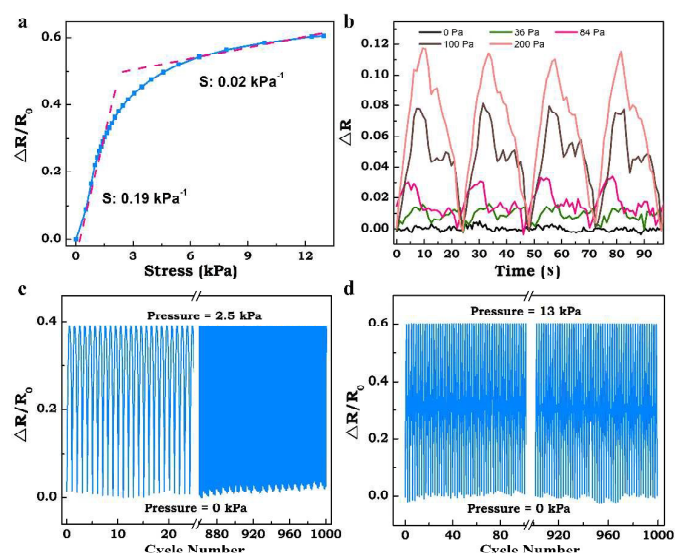 a
0.6
0.4
0.2
0.0
△R/R₀
S: 0.02 kPa⁻¹
S: 0.19 kPa⁻¹
0 3 6 9 12
Stress (kPa)
b
0 Pa 36 Pa 84 Pa
100 Pa 200 Pa
0.12
0.10
0.08
0.06
0.04
0.02
0.00
△R
0 10 20 30 40 50 60 70 80 90
Time (s)
c
Pressure = 2.5 kPa
0.4
0.2
0.0
△R/R₀
Pressure = 0 kPa
0 10 20 880 920 960 1000
Cycle Number
d
Pressure = 13 kPa
0.6
0.4
0.2
0.0
△R/R₀
Pressure = 0 kPa
0 20 40 60 80 920 940 960 980 1000
Cycle Number